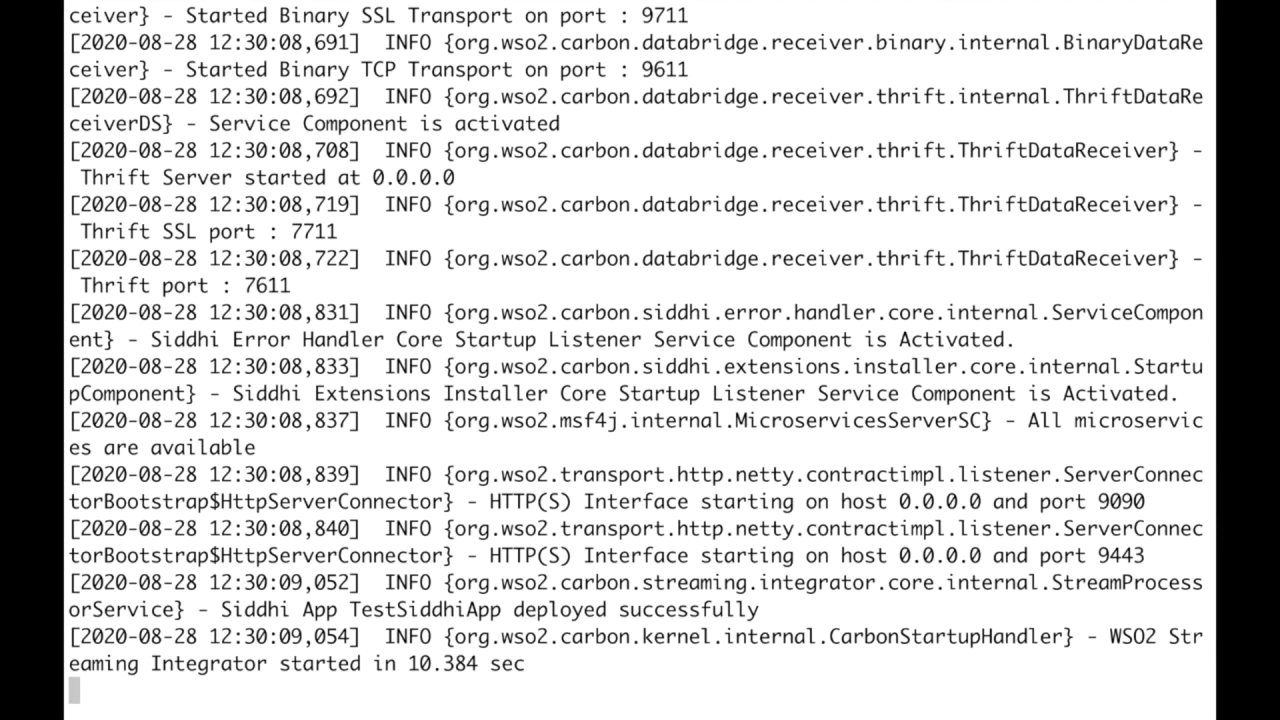 ceiver} - Started Binary SSL Transport on port : 9711
[2020-08-28 12:30:08,691]  INFO {org.wso2.carbon.databridge.receiver.binary.internal.BinaryDataRe
ceiver} - Started Binary TCP Transport on port : 9611
[2020-08-28 12:30:08,692]  INFO {org.wso2.carbon.databridge.receiver.thrift.internal.ThriftDataRe
ceiverDS} - Service Component is activated
[2020-08-28 12:30:08,708]  INFO {org.wso2.carbon.databridge.receiver.thrift.ThriftDataReceiver} -
 Thrift Server started at 0.0.0.0
[2020-08-28 12:30:08,719]  INFO {org.wso2.carbon.databridge.receiver.thrift.ThriftDataReceiver} -
 Thrift SSL port : 7711
[2020-08-28 12:30:08,722]  INFO {org.wso2.carbon.databridge.receiver.thrift.ThriftDataReceiver} -
 Thrift port : 7611
[2020-08-28 12:30:08,831]  INFO {org.wso2.carbon.siddhi.error.handler.core.internal.ServiceCompon
ent} - Siddhi Error Handler Core Startup Listener Service Component is Activated.
[2020-08-28 12:30:08,833]  INFO {org.wso2.carbon.siddhi.extensions.installer.core.internal.Startu
pComponent} - Siddhi Extensions Installer Core Startup Listener Service Component is Activated.
[2020-08-28 12:30:08,837]  INFO {org.wso2.msf4j.internal.MicroservicesServerSC} - All microservic
es are available
[2020-08-28 12:30:08,839]  INFO {org.wso2.transport.http.netty.contractimpl.listener.ServerConnec
torBootstrap$HttpServerConnector} - HTTP(S) Interface starting on host 0.0.0.0 and port 9090
[2020-08-28 12:30:08,840]  INFO {org.wso2.transport.http.netty.contractimpl.listener.ServerConnec
torBootstrap$HttpServerConnector} - HTTP(S) Interface starting on host 0.0.0.0 and port 9443
[2020-08-28 12:30:09,052]  INFO {org.wso2.carbon.streaming.integrator.core.internal.StreamProcess
orService} - Siddhi App TestSiddhiApp deployed successfully
[2020-08-28 12:30:09,054]  INFO {org.wso2.carbon.kernel.internal.CarbonStartupHandler} - WSO2 Str
eaming Integrator started in 10.384 sec